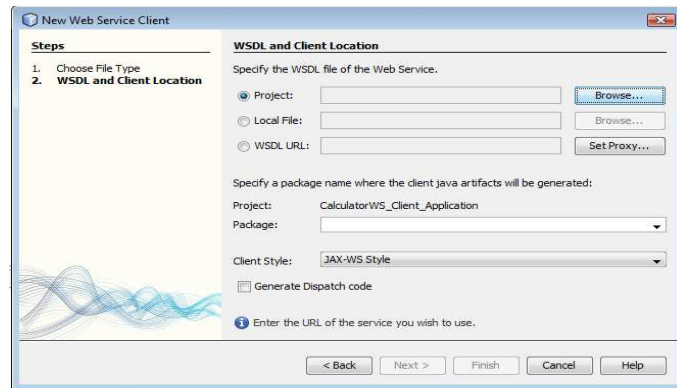 New Web Service Client
Steps
1. Choose File Type
2. WSDL and Client Location
WSDL and Client Location
Specify the WSDL file of the Web Service.
Project: Browse...
Local File: Browse...
WSDL URL: Set Proxy...
Specify a package name where the client java artifacts will be generated:
Project: CalculatorWS_Client_Application
Package:
Client Style: JAX-WS Style
Generate Dispatch code
Enter the URL of the service you wish to use.
< Back Next > Finish Cancel Help